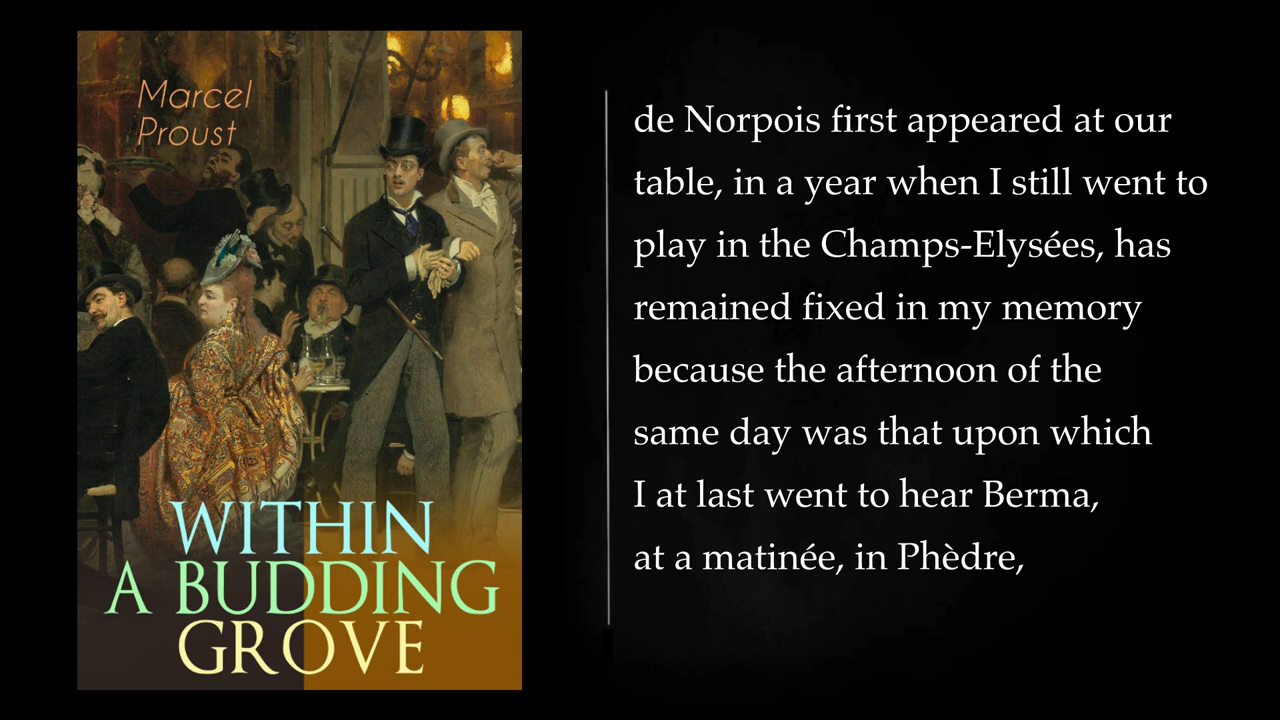 Marcel
Proust
WITHIN
A BUDDING
GROVE
de Norpois first appeared at our
table, in a year when I still went to
play in the Champs-Elysées, has
remained fixed in my memory
because the afternoon of the
same day was that upon which
I at last went to hear Berma,
at a matinée, in Phèdre,